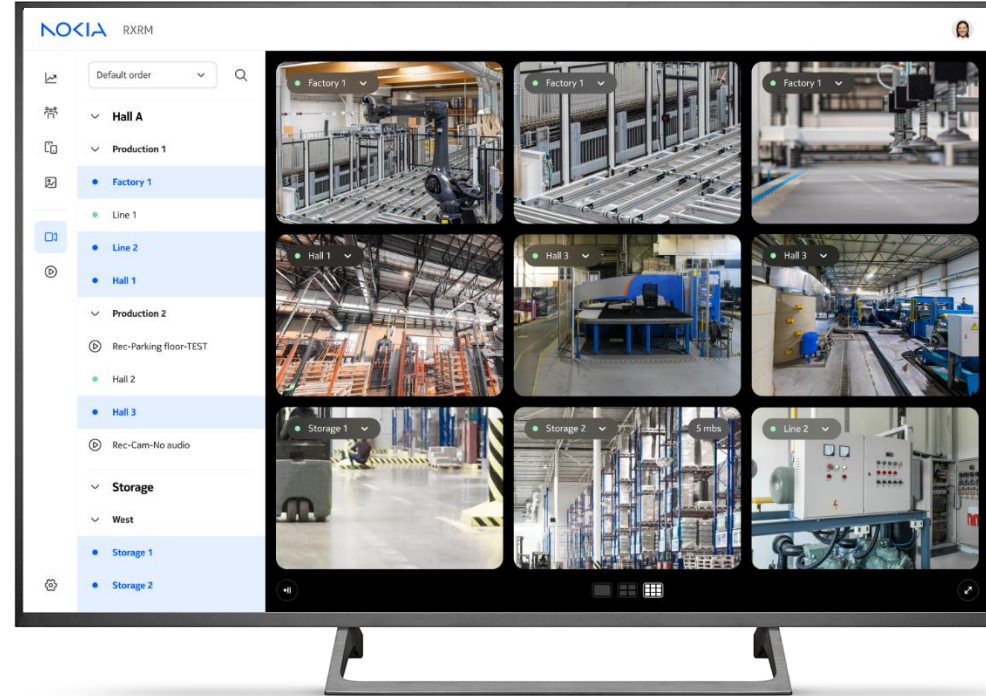 NOKIA RXRM
Default order
Hall A
Production 1
Factory 1
Line 1
Line 2
Hall 1
Production 2
Rec-Parking floor-TEST
Hall 2
Hall 3
Rec-Cam-No audio
Storage
West
Storage 1
Storage 2
Factory 1
Factory 1
Factory 1
Hall 1
Hall 3
Hall 3
Storage 1
Storage 2 5 mbs
Line 2